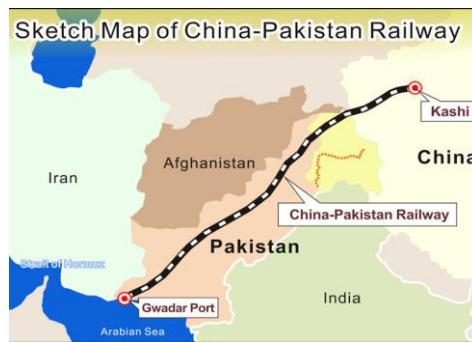 Sketch Map of China-Pakistan Railway
Kashi
Afghanistan
China
Iran
China-Pakistan Railway
Pakistan
Strait of Hormuz
Gwadar Port
India
Arabian Sea